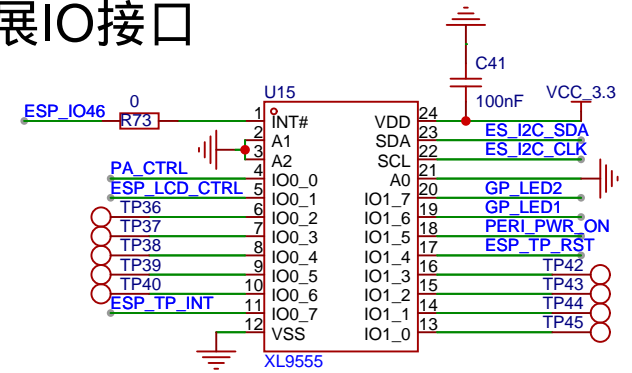 展IO接口
C41
100nF
VCC_3.3
U15
0
R73
ESP_IO46
1 INT# VDD 24
2 A1 SDA 23 ES_I2C_SDA
3 A2 SCL 22 ES_I2C_CLK
PA_CTRL 4 IO0_0 A0 21
ESP_LCD_CTRL 5 IO0_1 IO1_7 20 GP_LED2
TP36 6 IO0_2 IO1_6 19 GP_LED1
TP37 7 IO0_3 IO1_5 18 PERI_PWR_ON
TP38 8 IO0_4 IO1_4 17 ESP_TP_RST
TP39 9 IO0_5 IO1_3 16 TP42
TP40 10 IO0_6 IO1_2 15 TP43
ESP_TP_INT 11 IO0_7 IO1_1 14 TP44
12 VSS IO1_0 13 TP45
XL9555